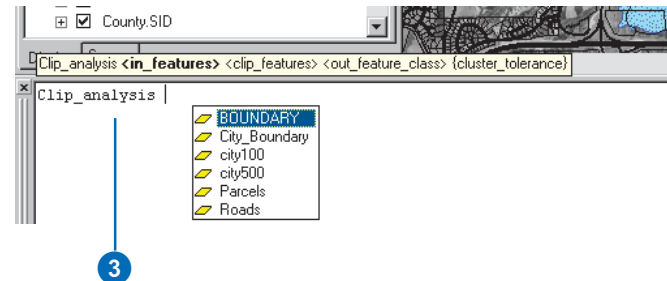 County.SID
Clip_analysis <in_features> <clip_features> <out_feature_class> {cluster_tolerance}
Clip_analysis
BOUNDARY
City_Boundary
city100
city500
Parcels
Roads
3